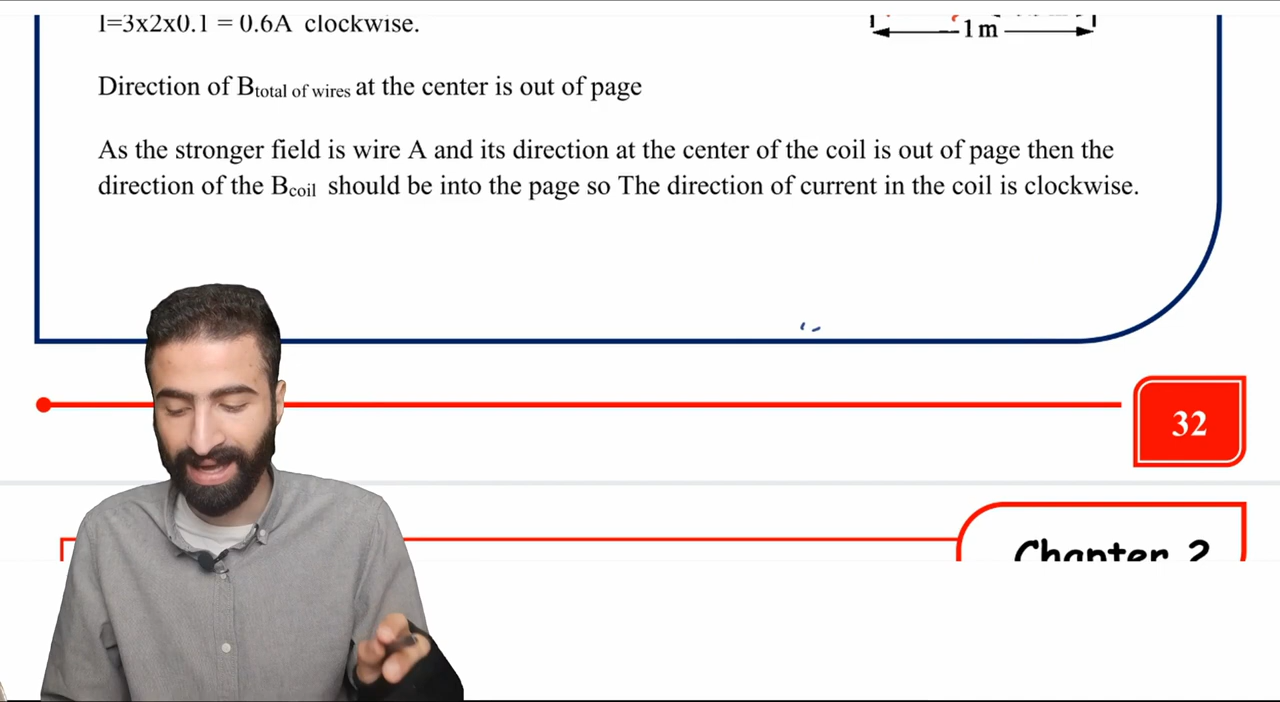 I=3x2x0.1 = 0.6A clockwise.
1 m
Direction of Btotal of wires at the center is out of page
As the stronger field is wire A and its direction at the center of the coil is out of page then the
direction of the Bcoil should be into the page so The direction of current in the coil is clockwise.
32
Chapter 2